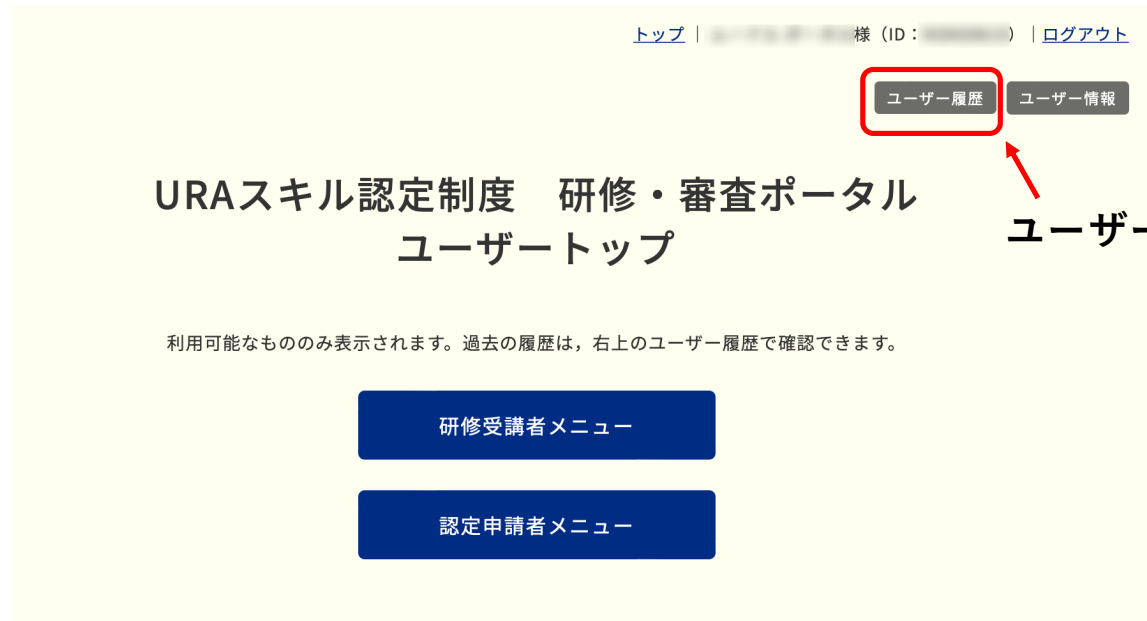 トップ | 様（ID： ） | ログアウト
ユーザー履歴 ユーザー情報
URAスキル認定制度　研修・審査ポータル
ユーザートップ
ユーザー
利用可能なもののみ表示されます。過去の履歴は，右上のユーザー履歴で確認できます。
研修受講者メニュー
認定申請者メニュー